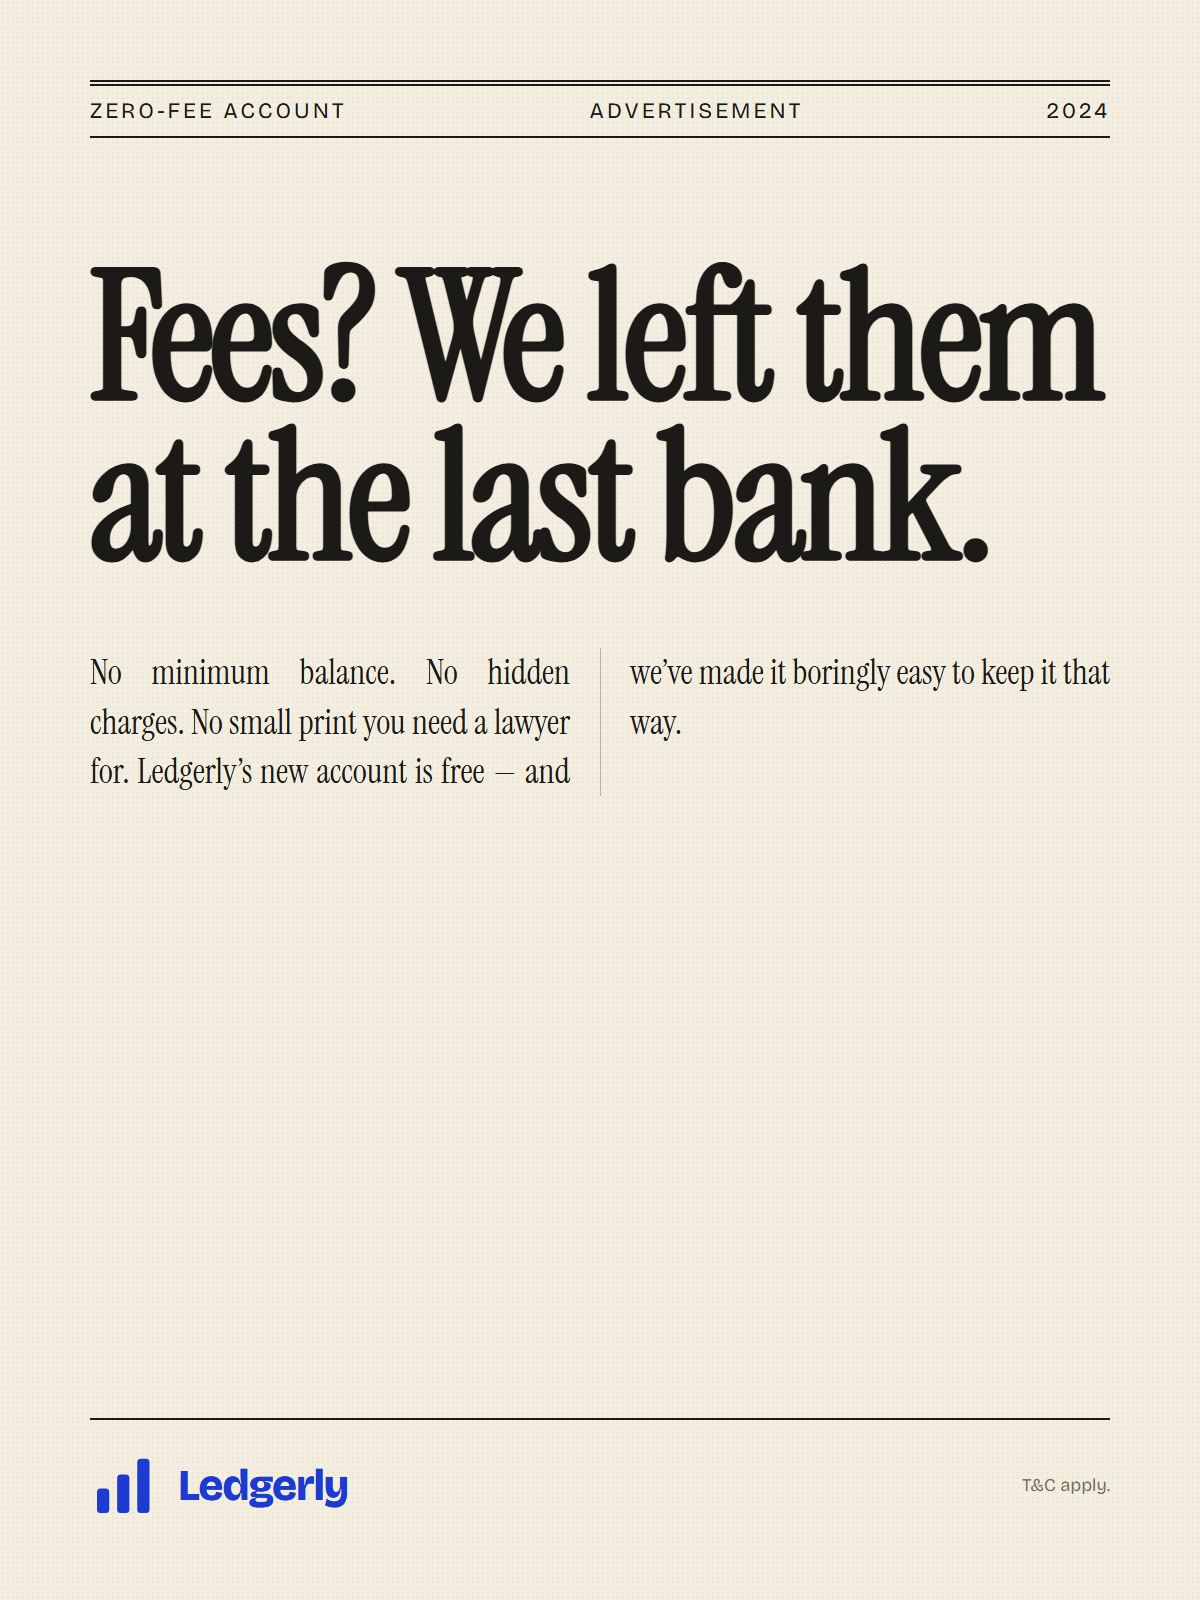 ZERO-FEE ACCOUNT ADVERTISEMENT 2024
Fees? We left them
at the last bank.
No minimum balance. No hidden
charges. No small print you need a lawyer
for. Ledgerly’s new account is free — and
we’ve made it boringly easy to keep it that
way.
Ledgerly
T&C apply.